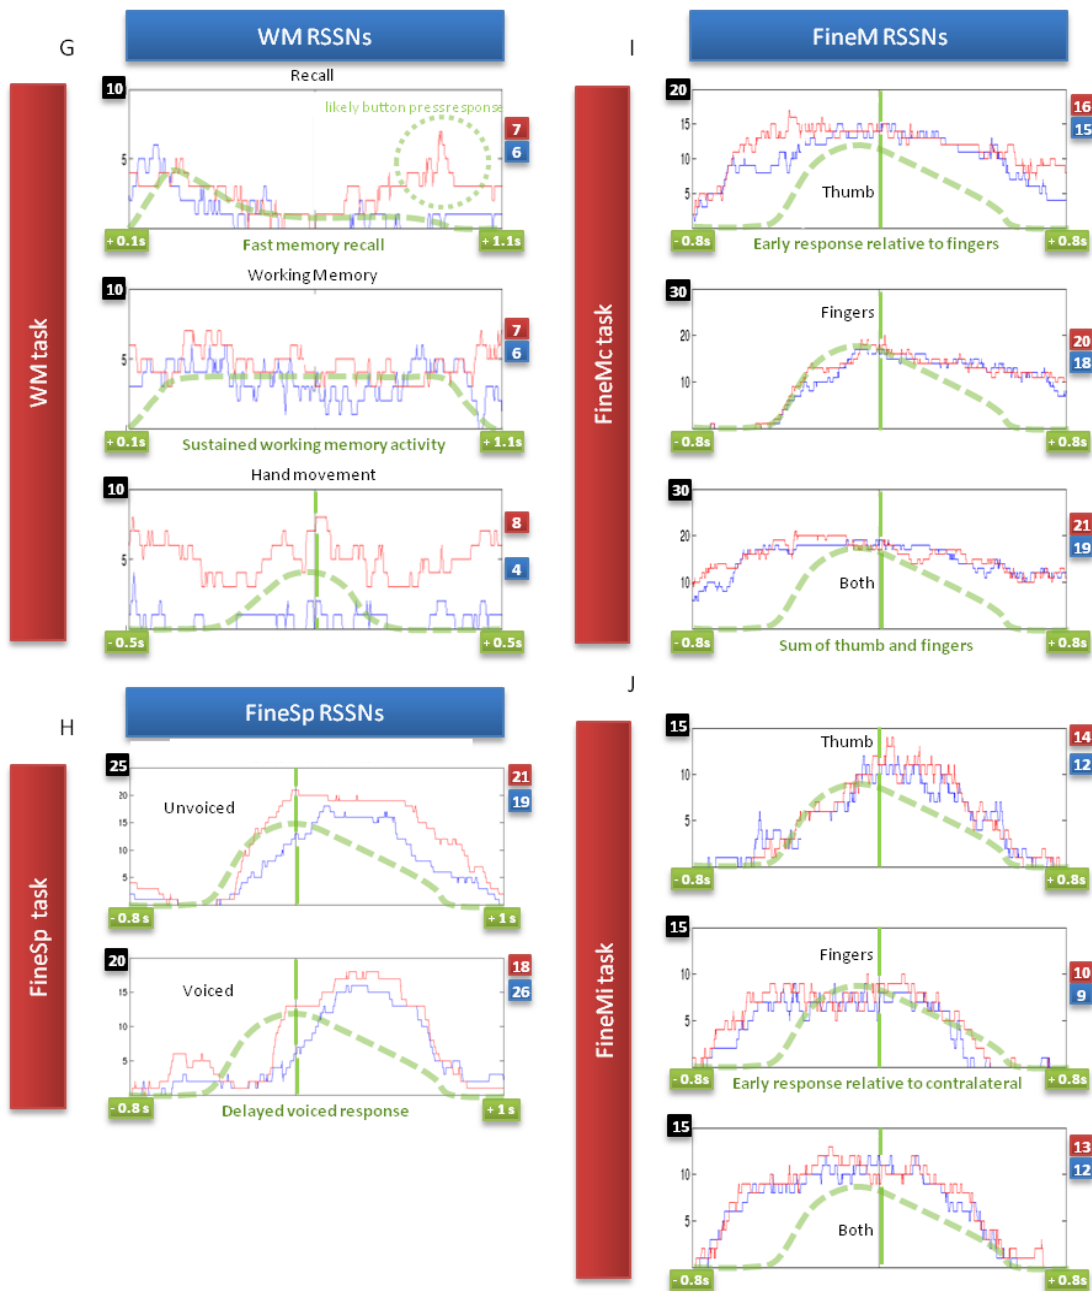 G
WM RSSNs
WM task
Recall
10
likely button pressresponse
7
6
5
+ 0.1s
Fast memory recall
+ 1.1s
Working Memory
10
7
6
5
+ 0.1s
Sustained working memory activity
+ 1.1s
Hand movement
10
8
4
5
- 0.5s
+ 0.5s
H
FineSp RSSNs
FineSp task
25
21
19
Unvoiced
20
15
10
5
- 0.8 s
+ 1s
20
18
26
Voiced
15
10
5
- 0.8 s
Delayed voiced response
+ 1s
I
FineM RSSNs
FineMc task
20
16
15
15
10
5
Thumb
- 0.8s
Early response relative to fingers
+ 0.8s
30
Fingers
20
20
18
10
- 0.8s
+ 0.8s
30
21
19
20
10
Both
- 0.8s
Sum of thumb and fingers
+ 0.8s
J
FineMi task
15
Thumb
14
12
10
5
- 0.8s
+ 0.8s
15
Fingers
10
10
9
5
- 0.8s
Early response relative to contralateral
+ 0.8s
15
13
12
10
5
Both
- 0.8s
+ 0.8s